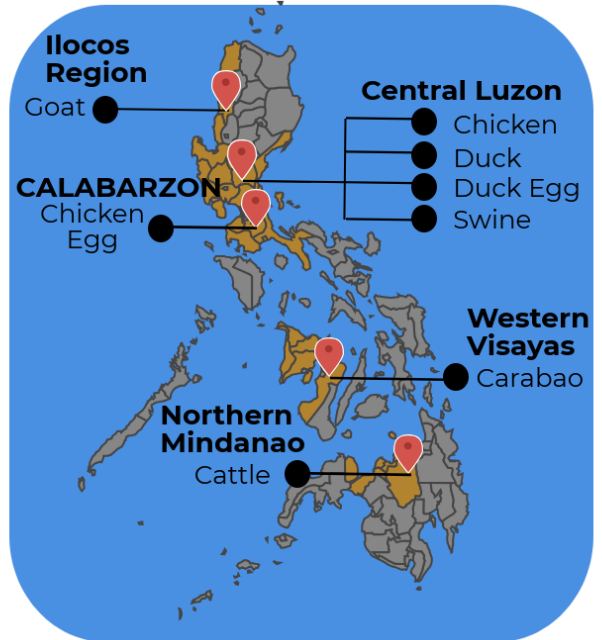 Ilocos
Region
Goat
Central Luzon
Chicken
Duck
Duck Egg
Swine
CALABARZON
Chicken
Egg
Western
Visayas
Carabao
Northern
Mindanao
Cattle